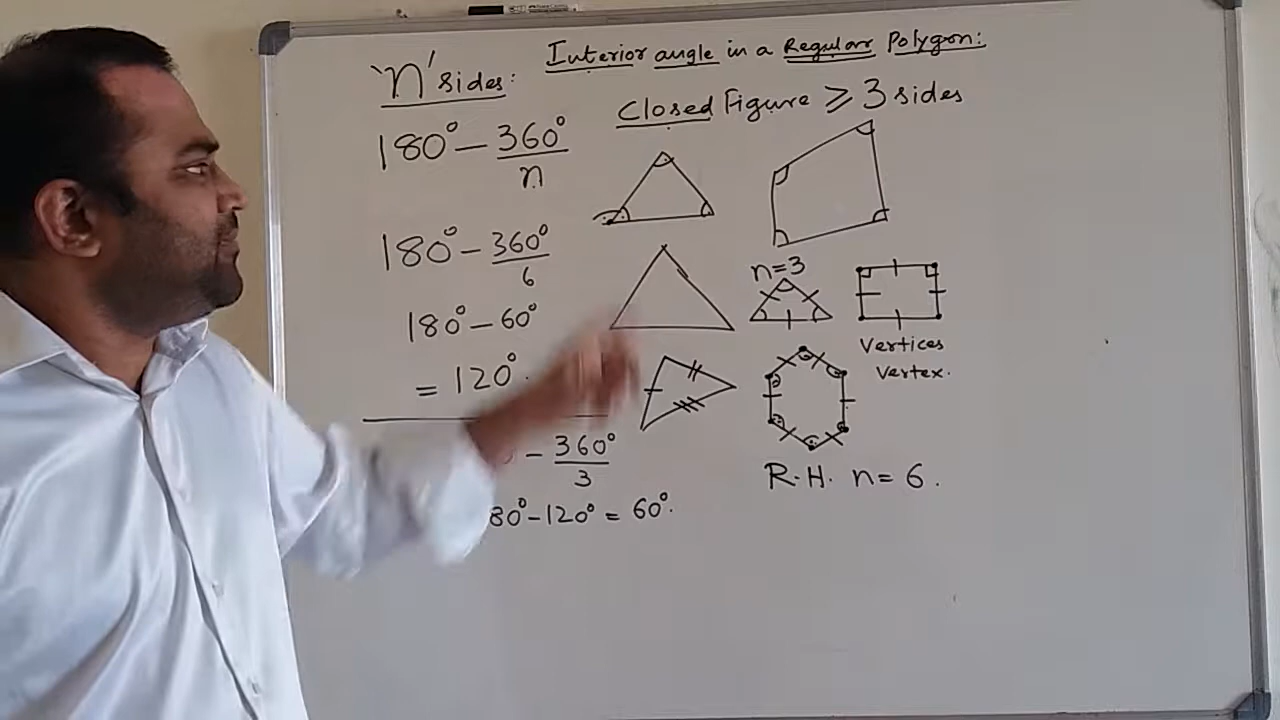 Interior angle in a Regular Polygon:
'n' sides:
Closed Figure ≥ 3 sides
180° - 360°/n
180° - 360°/6
180° - 60°
= 120°.
- 360°/3
80° - 120° = 60°.
n=3
Vertices
Vertex.
R.H. n = 6.